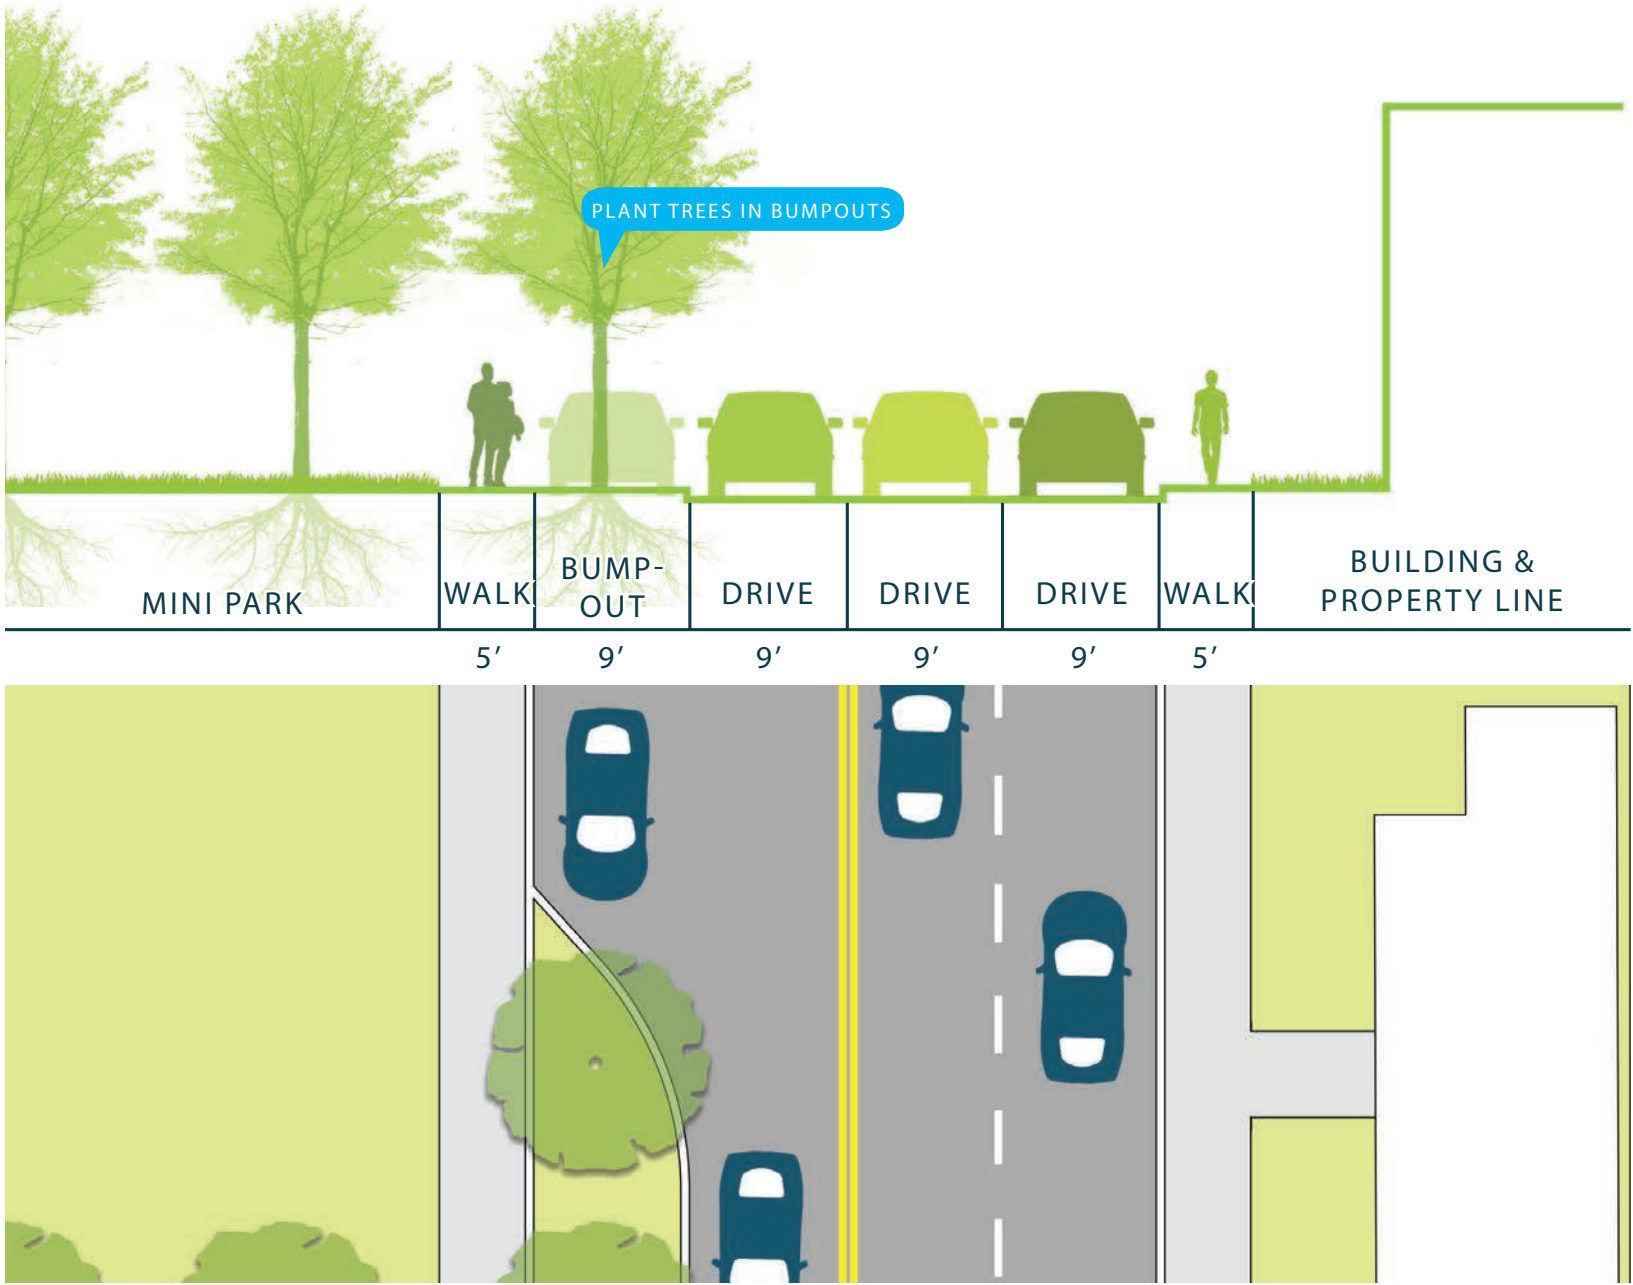 PLANT TREES IN BUMPOUTS
MINI PARK
WALK
BUMP-
OUT
DRIVE
DRIVE
DRIVE
WALK
BUILDING &
PROPERTY LINE
5’
9’
9’
9’
9’
5’